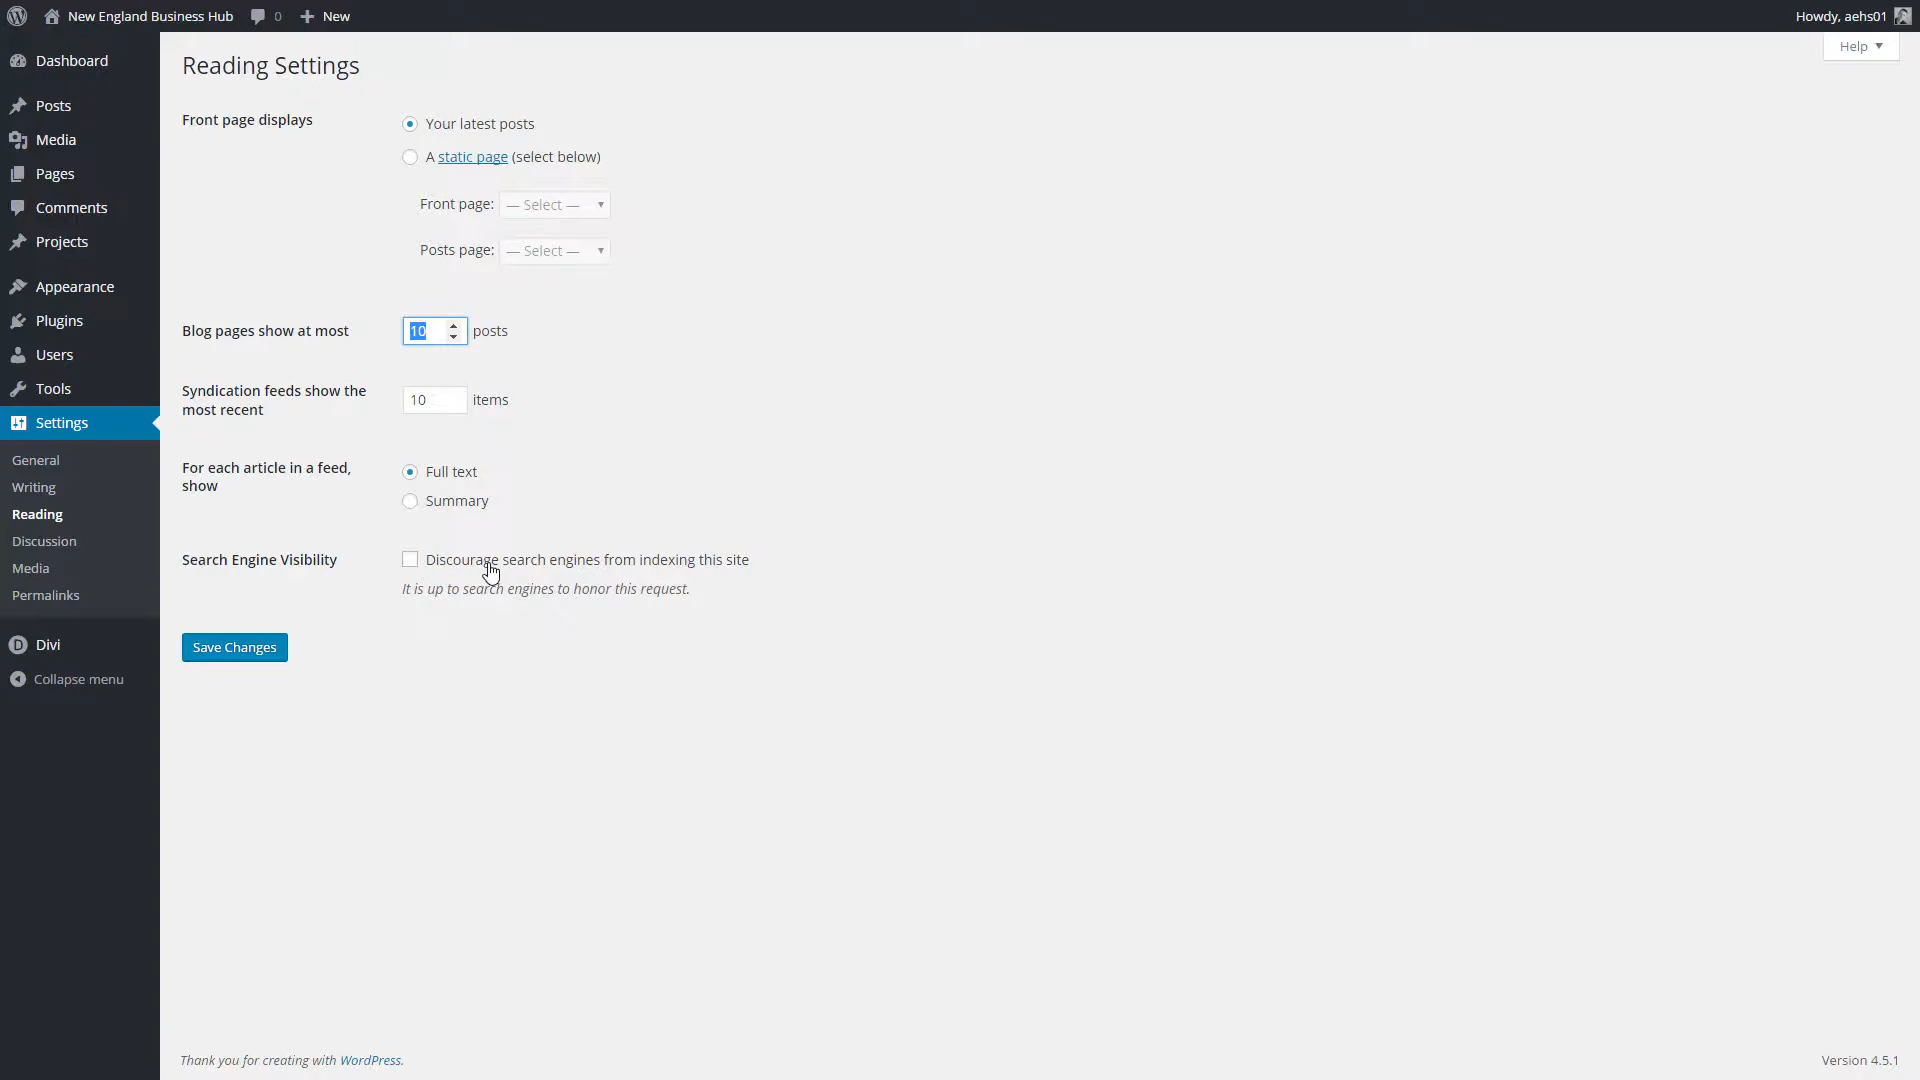 New England Business Hub 0 New Howdy, aehs01
Help
Dashboard
Posts
Media
Pages
Comments
Projects
Appearance
Plugins
Users
Tools
Settings
General
Writing
Reading
Discussion
Media
Permalinks
Divi
Collapse menu
Reading Settings
Front page displays
Your latest posts
A static page (select below)
Front page: — Select —
Posts page: — Select —
Blog pages show at most 10 posts
Syndication feeds show the
most recent
10 items
For each article in a feed,
show
Full text
Summary
Search Engine Visibility Discourage search engines from indexing this site
It is up to search engines to honor this request.
Save Changes
Thank you for creating with WordPress. Version 4.5.1